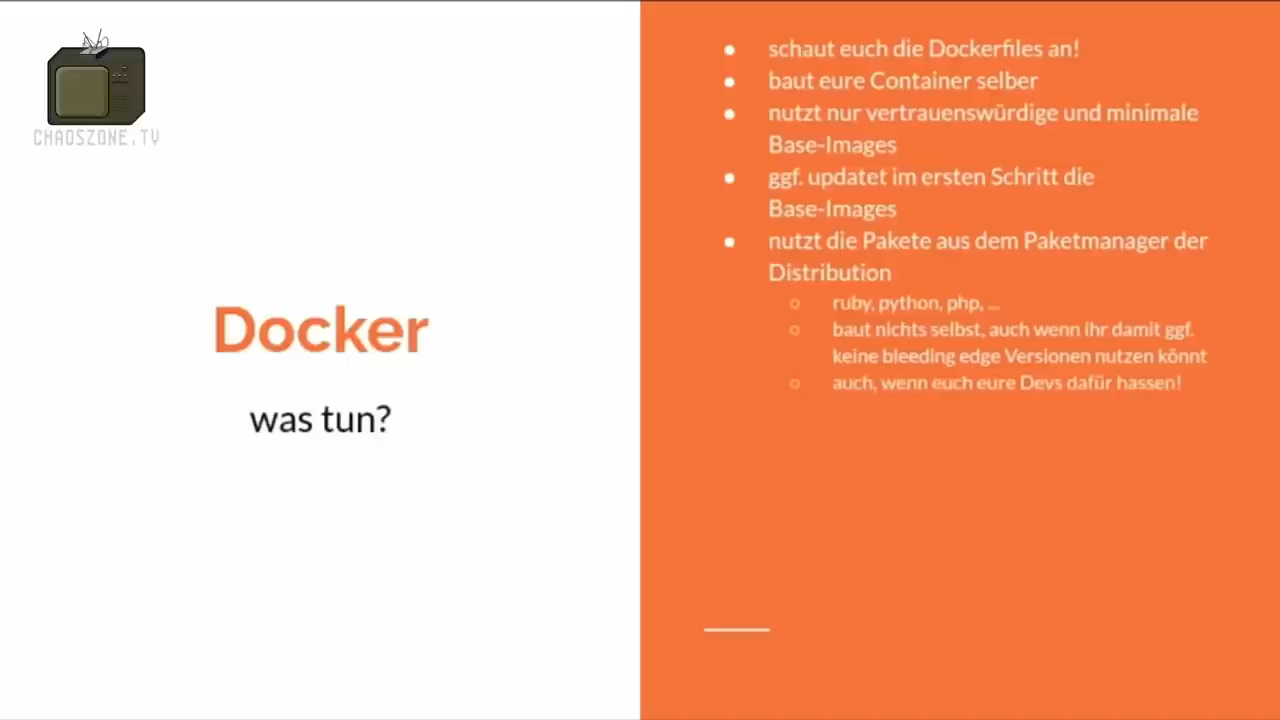 CHAOSZONE.TV
Docker
was tun?
● schaut euch die Dockerfiles an!
● baut eure Container selber
● nutzt nur vertrauenswürdige und minimale
Base-Images
● ggf. updatet im ersten Schritt die
Base-Images
● nutzt die Pakete aus dem Paketmanager der
Distribution
○ ruby, python, php, ...
○ baut nichts selbst, auch wenn ihr damit ggf.
keine bleeding edge Versionen nutzen könnt
○ auch, wenn euch eure Devs dafür hassen!